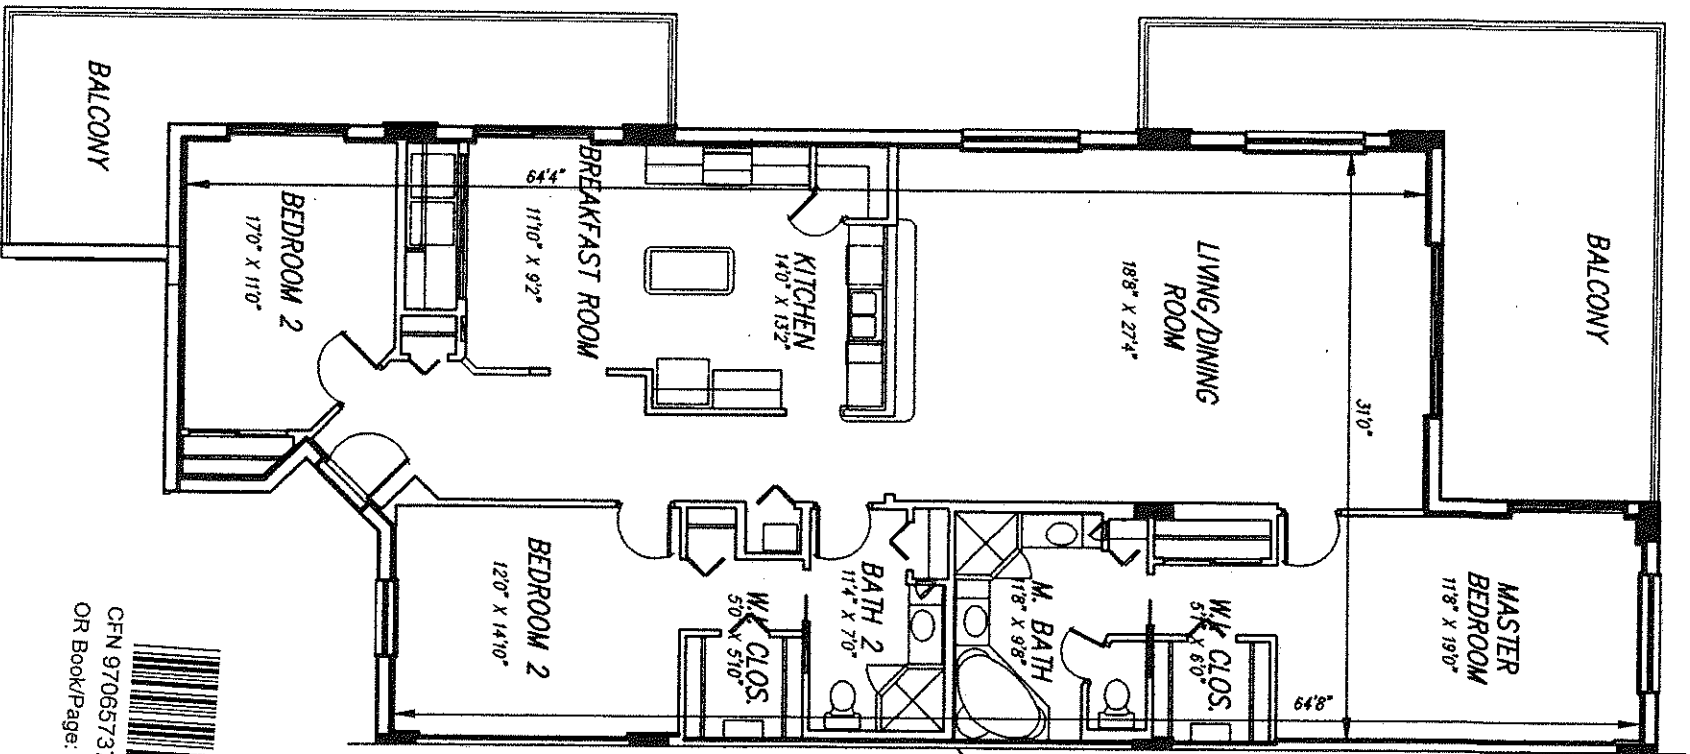 BALCONY
MASTER
BEDROOM
11'8" X 19'0"
31'0"
64'8"
LIVING/DINING
ROOM
18'8" X 27'4"
W.K CLOS.
X 6'0"
M. BATH
11'8" X 9'8"
BATH 2
11'4" X 7'0"
KITCHEN
14'0" X 13'2"
W.K CLOS.
5'0" X 5'10"
BREAKFAST ROOM
11'10" X 9'2"
64'4"
BEDROOM 2
12'0" X 14'10"
BEDROOM 2
17'0" X 11'0"
BALCONY
CFN 9706573
OR Book/Page: